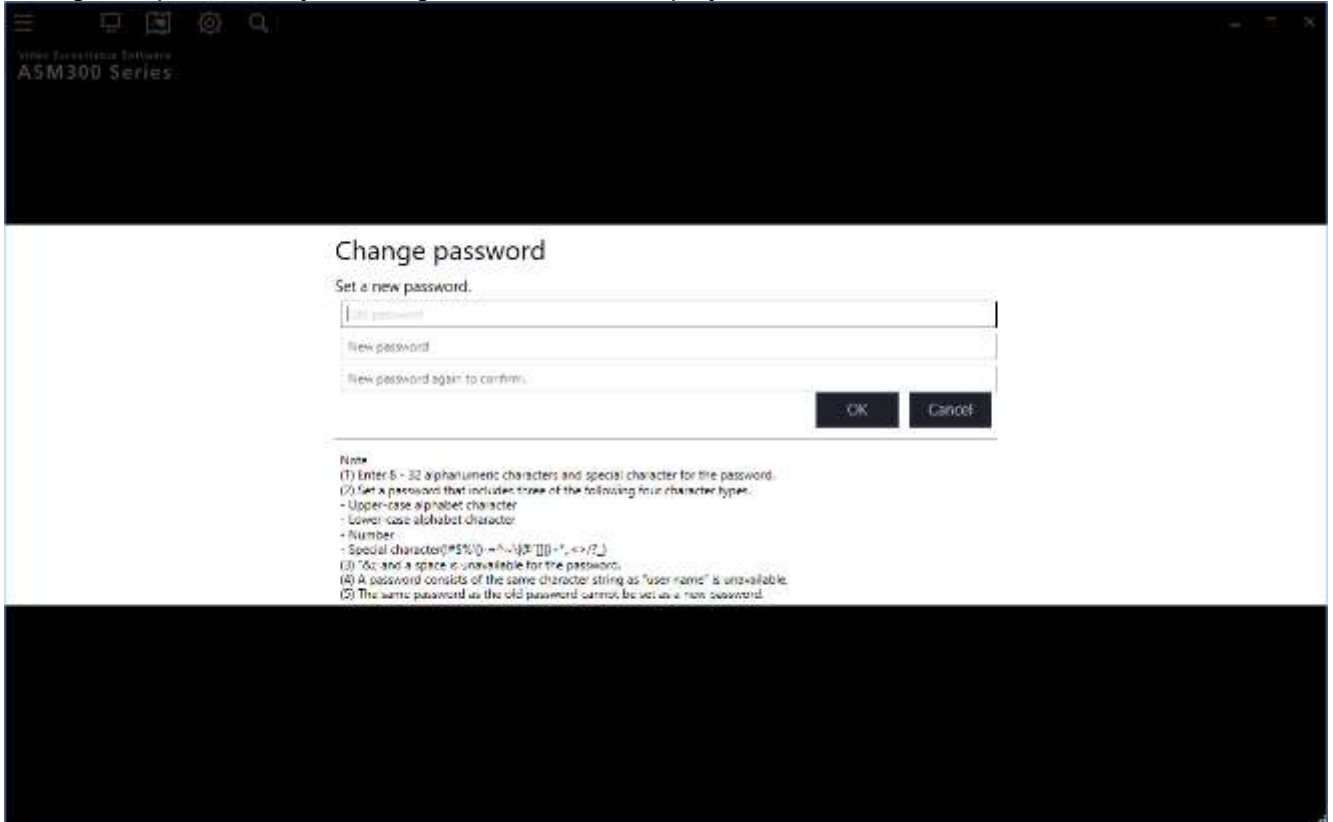 Video Surveillance Software
ASM300 Series
Change password
Set a new password.
Old password
New password
New password again to confirm.
OK
Cancel
Note
(1) Enter 8 - 32 alphanumeric characters and special character for the password.
(2) Set a password that includes three of the following four character types.
- Upper-case alphabet character
- Lower-case alphabet character
- Number
- Special character
(3) and a space is unavailable for the password.
(4) A password consists of the same character string as "user name" is unavailable.
(5) The same password as the old password cannot be set as a new password.